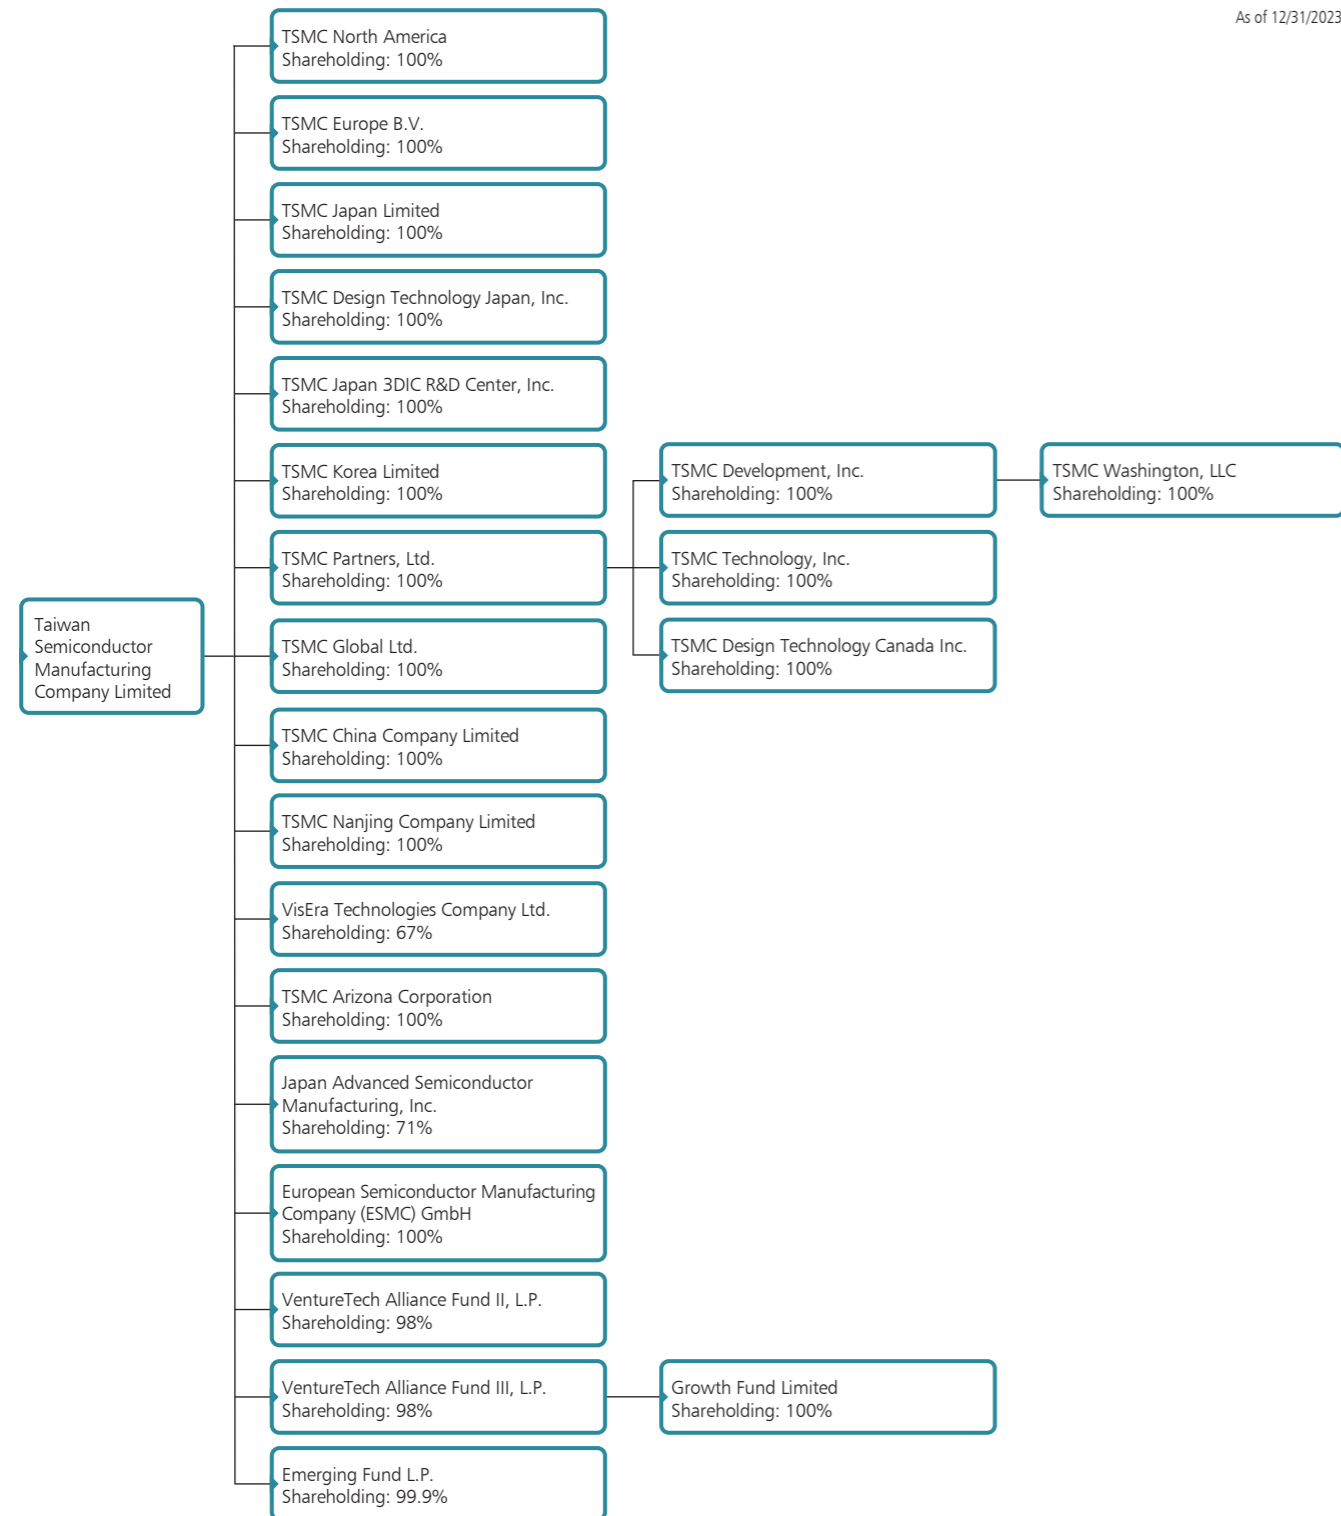 As of 12/31/2023
TSMC North America
Shareholding: 100%
TSMC Europe B.V.
Shareholding: 100%
TSMC Japan Limited
Shareholding: 100%
TSMC Design Technology Japan, Inc.
Shareholding: 100%
TSMC Japan 3DIC R&D Center, Inc.
Shareholding: 100%
TSMC Korea Limited
Shareholding: 100%
TSMC Development, Inc.
Shareholding: 100%
TSMC Washington, LLC
Shareholding: 100%
TSMC Partners, Ltd.
Shareholding: 100%
TSMC Technology, Inc.
Shareholding: 100%
Taiwan
Semiconductor
Manufacturing
Company Limited
TSMC Global Ltd.
Shareholding: 100%
TSMC Design Technology Canada Inc.
Shareholding: 100%
TSMC China Company Limited
Shareholding: 100%
TSMC Nanjing Company Limited
Shareholding: 100%
VisEra Technologies Company Ltd.
Shareholding: 67%
TSMC Arizona Corporation
Shareholding: 100%
Japan Advanced Semiconductor
Manufacturing, Inc.
Shareholding: 71%
European Semiconductor Manufacturing
Company (ESMC) GmbH
Shareholding: 100%
VentureTech Alliance Fund II, L.P.
Shareholding: 98%
VentureTech Alliance Fund III, L.P.
Shareholding: 98%
Growth Fund Limited
Shareholding: 100%
Emerging Fund L.P.
Shareholding: 99.9%